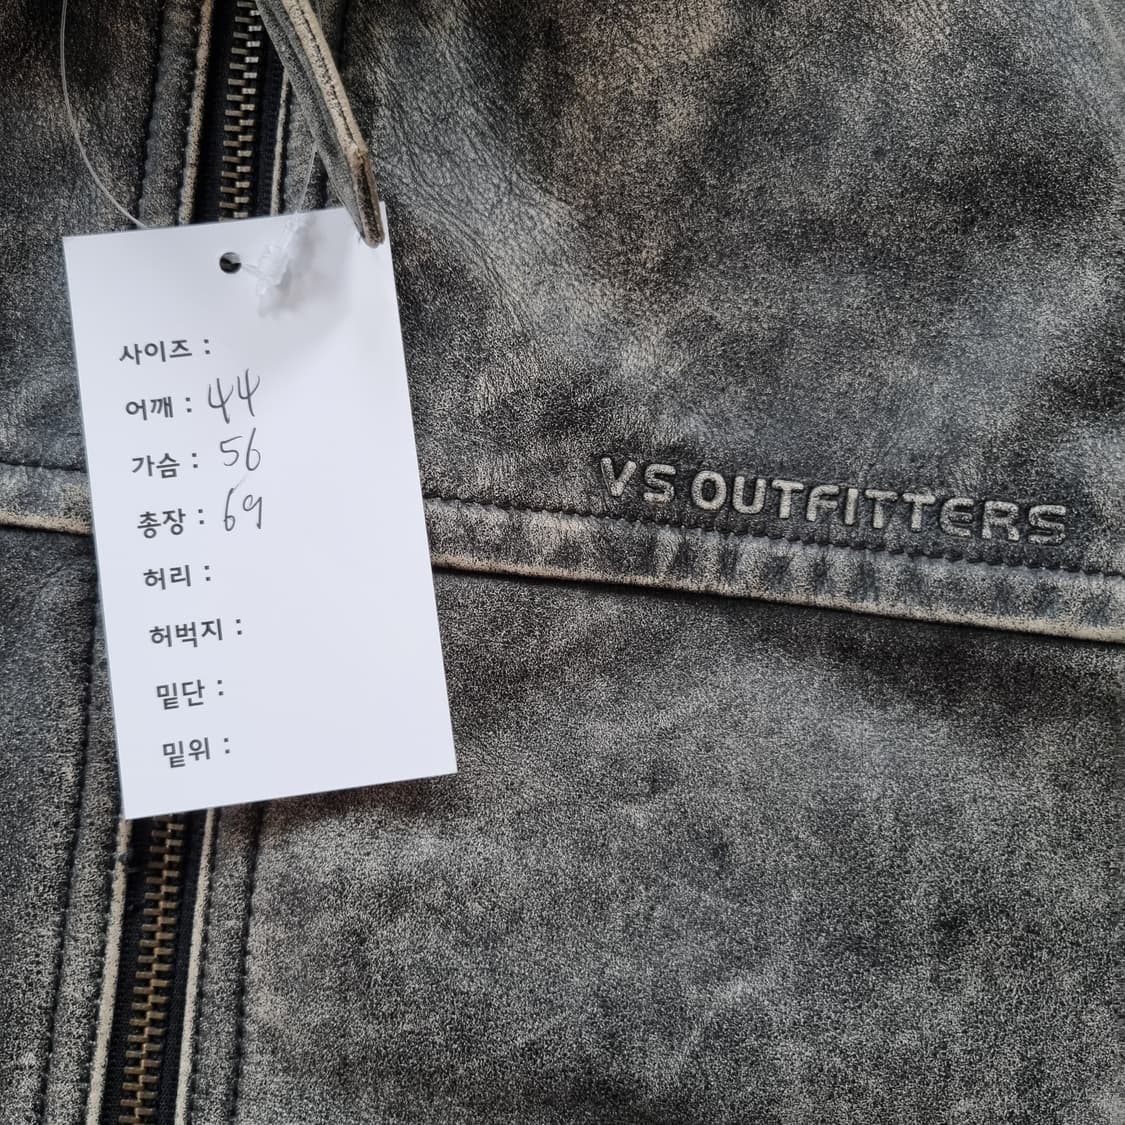 사이즈 :
어깨 : 44
가슴 : 56
총장 : 69
허리 :
허벅지 :
밑단 :
밑위 :
VS OUTFITTERS